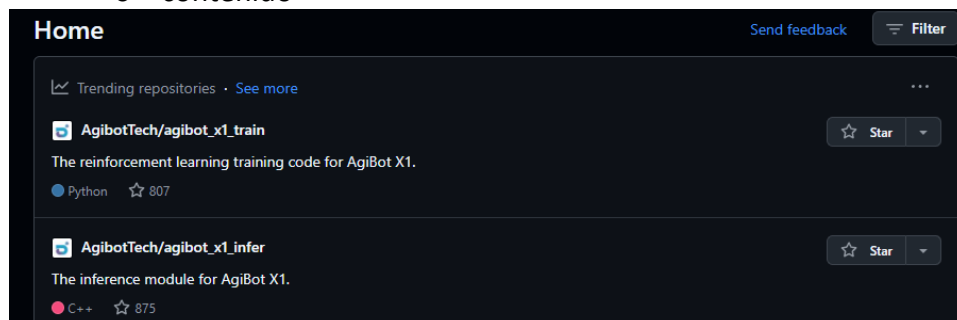 Home
Send feedback
Filter
Trending repositories · See more
...
AgibotTech/agibot_x1_train
Star
The reinforcement learning training code for AgiBot X1.
Python 807
AgibotTech/agibot_x1_infer
Star
The inference module for AgiBot X1.
C++ 875